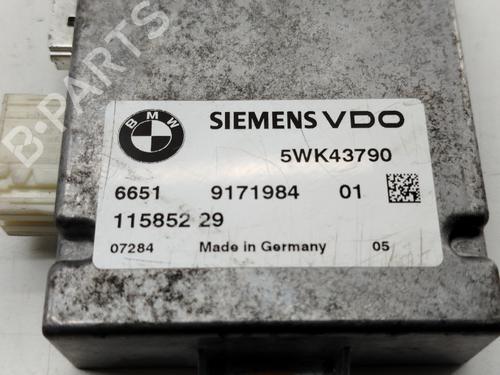 B-PARTS
BMW
SIEMENS VDO
5WK43790
6651 9171984 01
115852 29
07284 Made in Germany 05